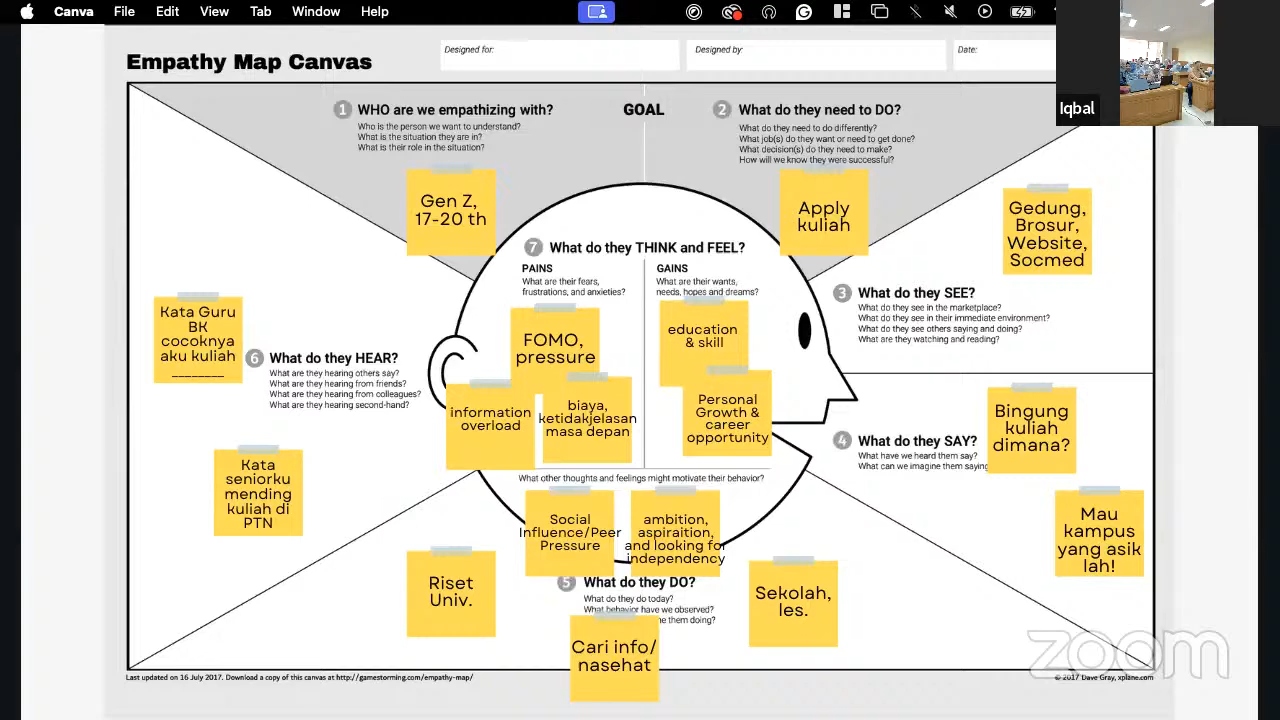 Canva File Edit View Tab Window Help
Iqbal
Empathy Map Canvas
Designed for:
Designed by:
Date:
1 WHO are we empathizing with?
Who is the person we want to understand?
What is the situation they are in?
What is their role in the situation?
GOAL
2 What do they need to DO?
What do they need to do differently?
What job(s) do they want or need to get done?
What decision(s) do they need to make?
How will we know they were successful?
Gen Z,
17-20 th
Apply
kuliah
Gedung,
Brosur,
Website,
Socmed
3 What do they SEE?
What do they see in the marketplace?
What do they see in their immediate environment?
What do they see others saying and doing?
What are they watching and reading?
4 What do they SAY?
What have we heard them say?
What can we imagine them saying
Bingung
kuliah
dimana?
Mau
kampus
yang asik
lah!
5 What do they DO?
What do they do today?
What behavior have we observed?
them doing?
Riset
Univ.
Cari info/
nasehat
Sekolah,
les.
6 What do they HEAR?
What are they hearing others say?
What are they hearing from friends?
What are they hearing from colleagues?
What are they hearing second-hand?
Kata Guru
BK
cocoknya
aku kuliah
________
Kata
seniorku
mending
kuliah di
PTN
7 What do they THINK and FEEL?
PAINS
What are their fears,
frustrations, and anxieties?
FOMO,
pressure
information
overload
biaya,
ketidakjelasan
masa depan
GAINS
What are their wants,
needs, hopes and dreams?
education
& skill
Personal
Growth &
career
opportunity
What other thoughts and feelings might motivate their behavior?
Social
Influence/Peer
Pressure
ambition,
aspiraition,
and looking for
independency
Last updated on 16 July 2017. Download a copy of this canvas at http://gamestorming.com/empathy-map/
© 2017 Dave Gray, xplane.com
zoom